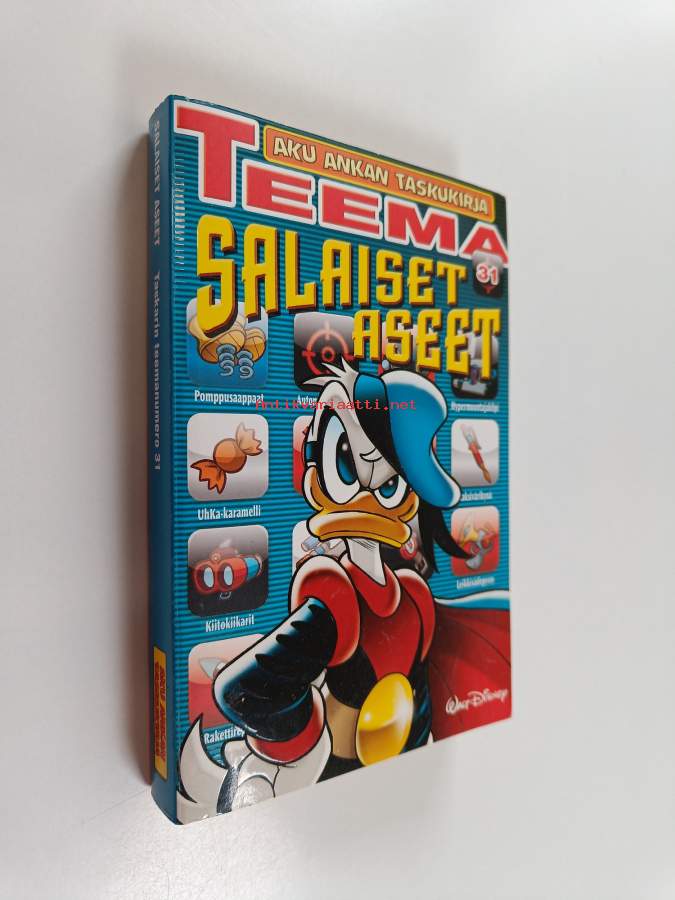 AKU ANKAN TASKUKIRJA
TEEMA
31
SALAISET
ASEET
Pomppusaappaat
Antikvariaatti.net
UhKa-karamelli
Kiitokiikarit
Walt Disney
SALAISET ASEET Taskarin teemanumero 31